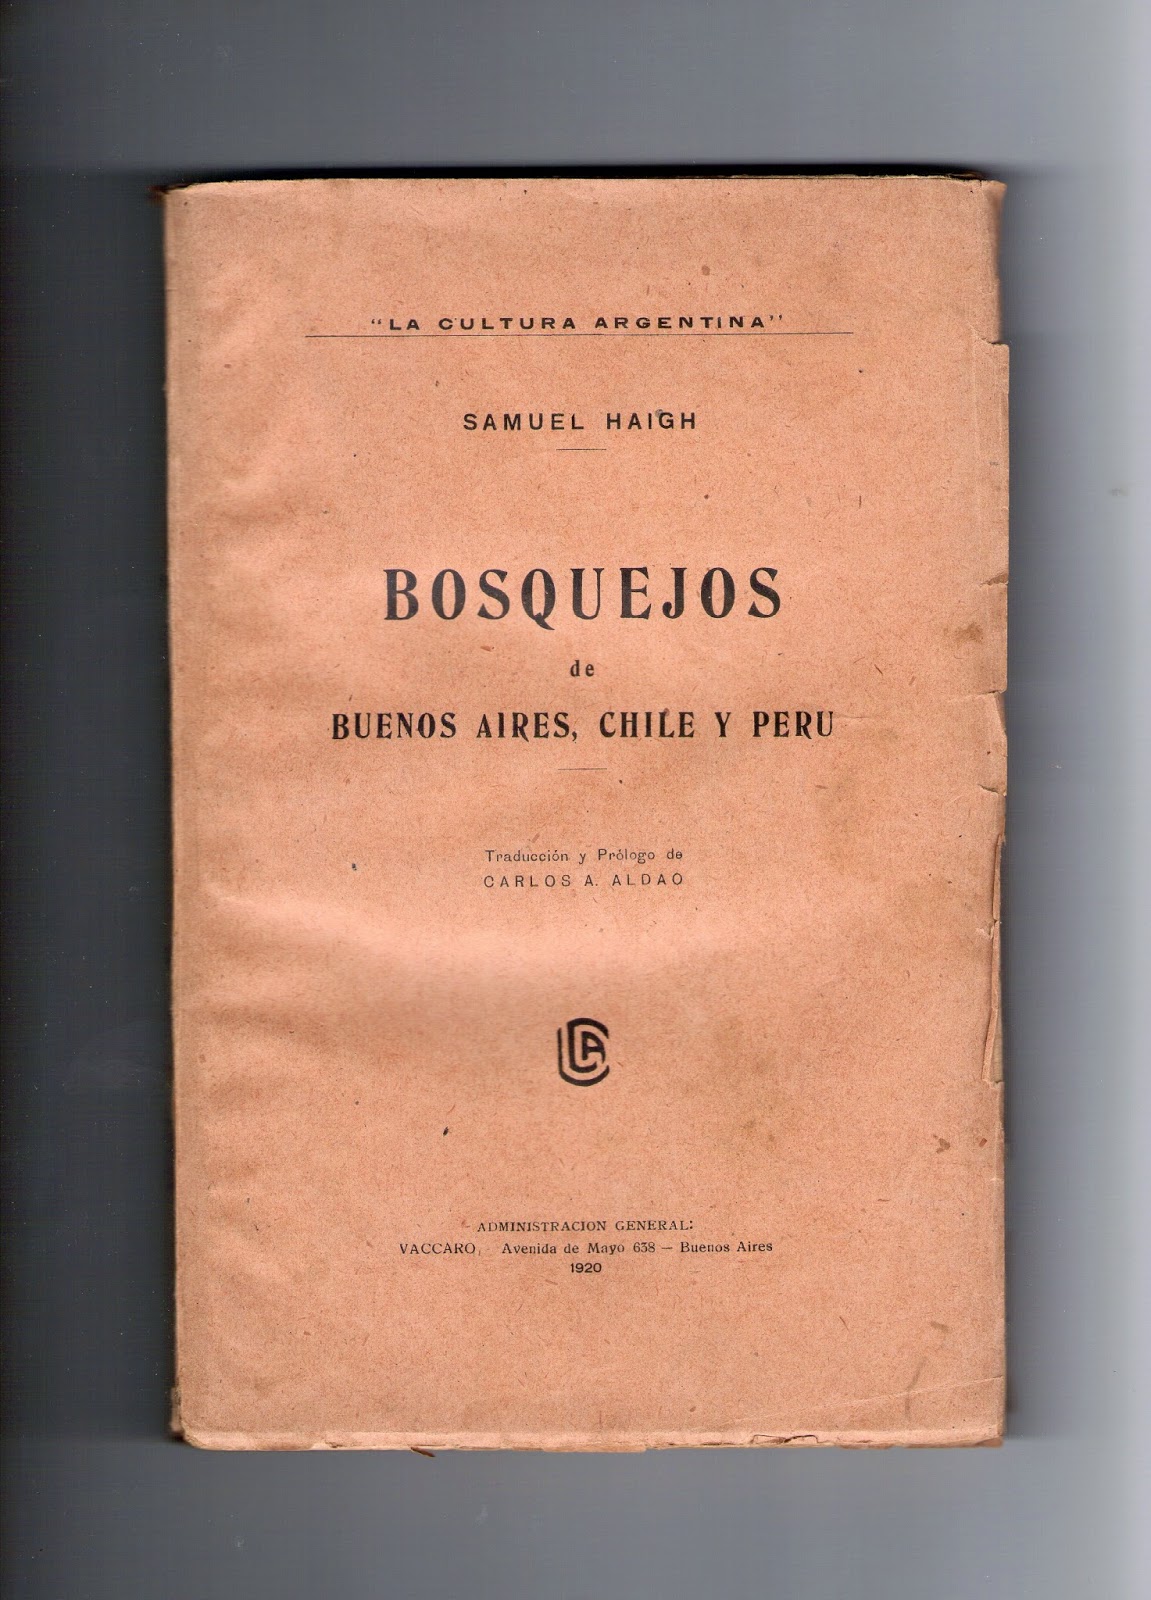 "LA CULTURA ARGENTINA"
SAMUEL HAIGH
BOSQUEJOS
de
BUENOS AIRES, CHILE Y PERU
Traducción y Prólogo de
CARLOS A. ALDAO
LCA
ADMINISTRACION GENERAL:
VACCARO, Avenida de Mayo 638 — Buenos Aires
1920